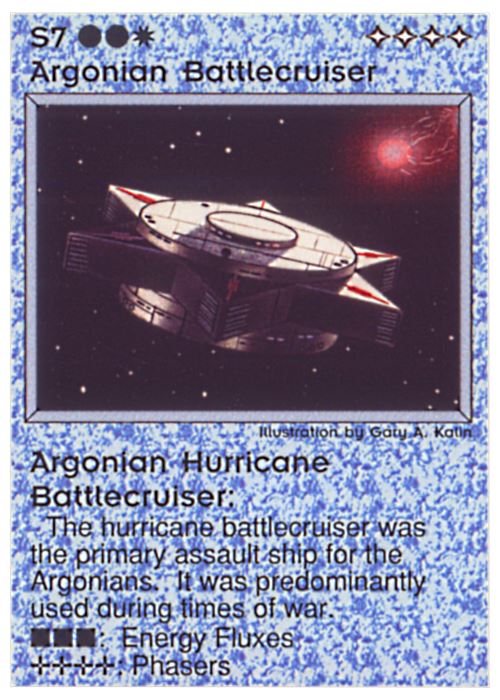 S7
Argonian Battlecruiser
Illustration by Gary A. Kalin
Argonian Hurricane
Battlecruiser:
The hurricane battlecruiser was
the primary assault ship for the
Argonians. It was predominantly
used during times of war.
■■■: Energy Fluxes
++++: Phasers